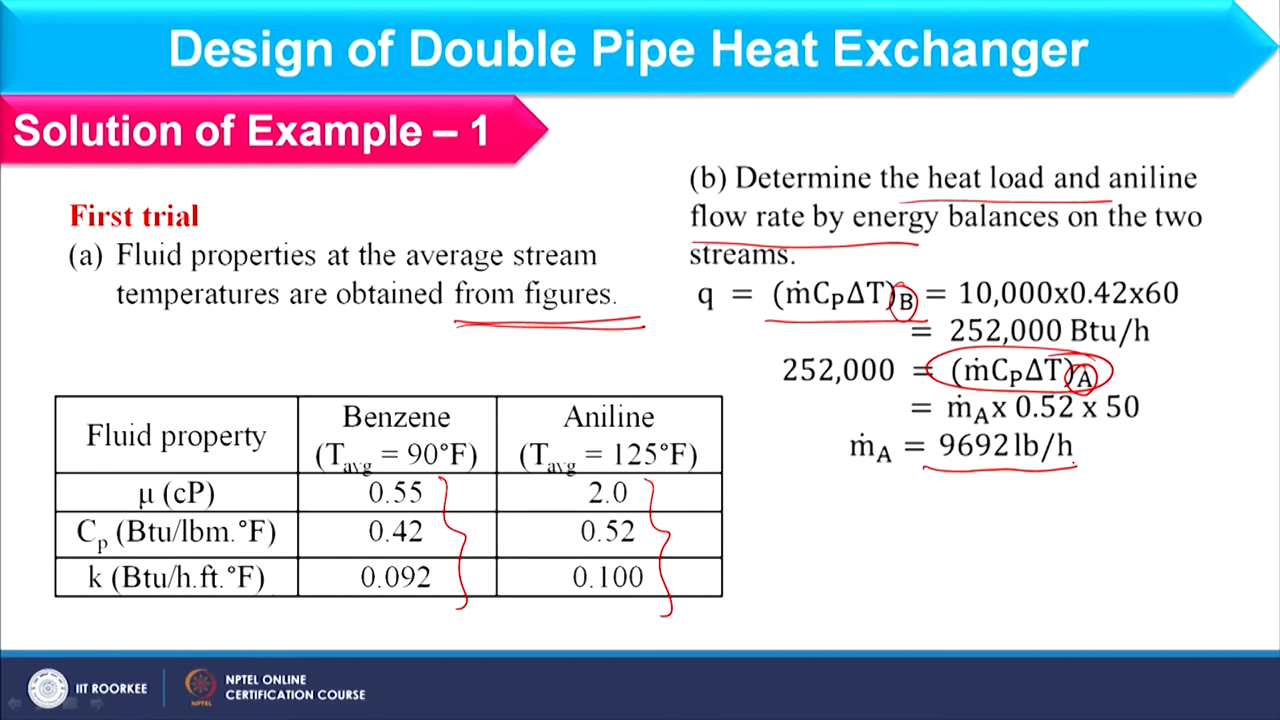 Design of Double Pipe Heat Exchanger
Solution of Example – 1
First trial
(a) Fluid properties at the average stream
temperatures are obtained from figures.
Fluid property
Benzene
(Tavg = 90°F)
Aniline
(Tavg = 125°F)
μ (cP) 0.55 2.0
Cp (Btu/lbm.°F) 0.42 0.52
k (Btu/h.ft.°F) 0.092 0.100
(b) Determine the heat load and aniline
flow rate by energy balances on the two
streams.
q = (ṁCPΔT)B = 10,000x0.42x60
= 252,000 Btu/h
252,000 = (ṁCPΔT)A
= ṁAx 0.52 x 50
ṁA = 9692 lb/h
IIT ROORKEE
NPTEL
NPTEL ONLINE
CERTIFICATION COURSE